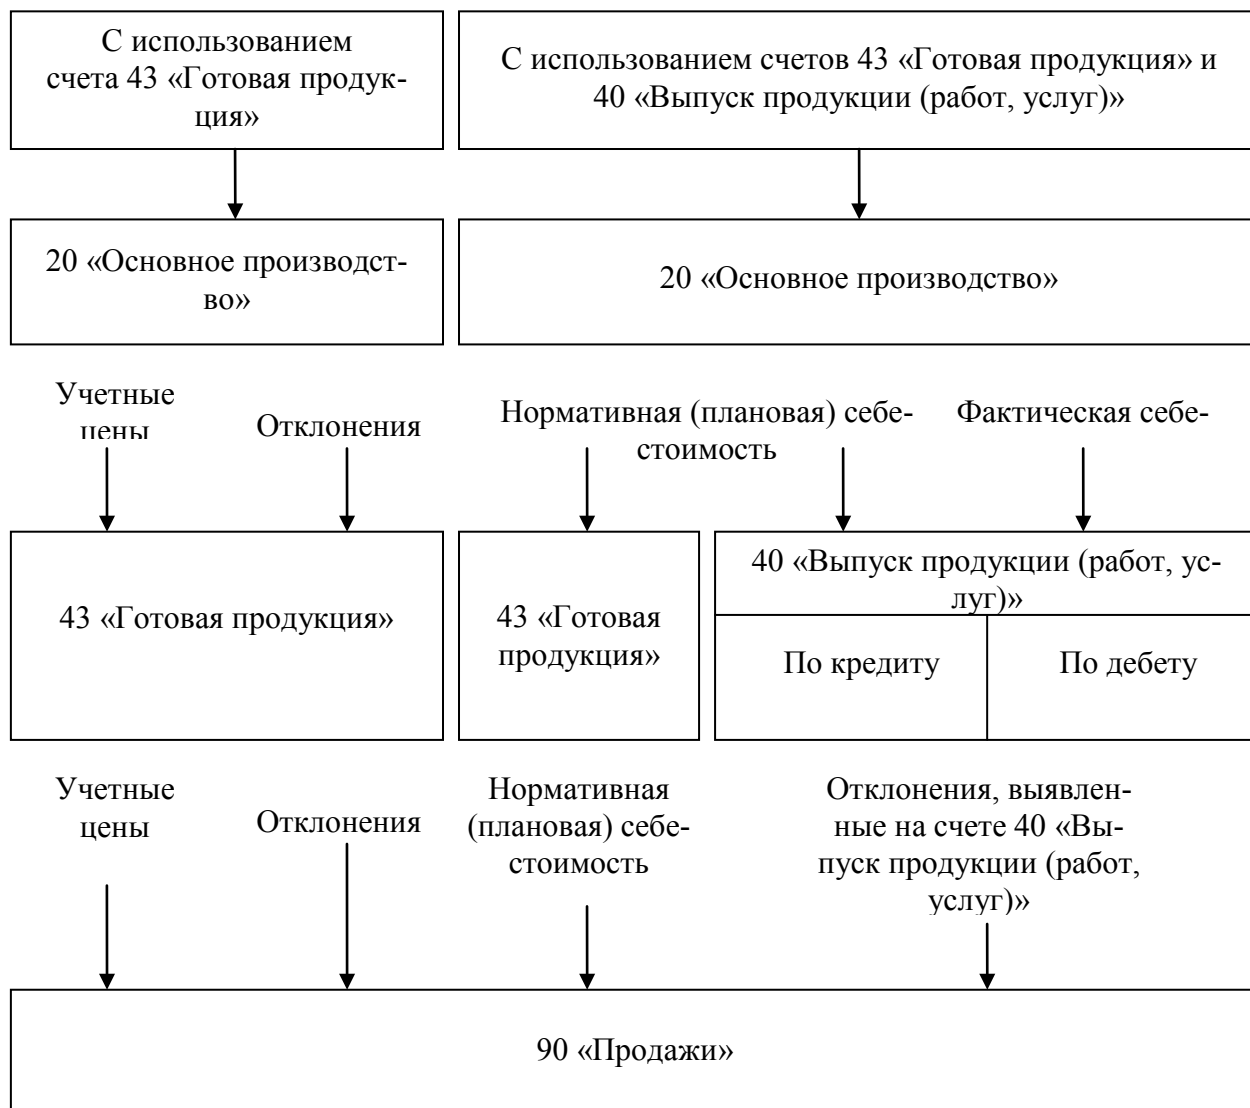 С использованием
счета 43 «Готовая продук-
ция»
С использованием счетов 43 «Готовая продукция» и
40 «Выпуск продукции (работ, услуг)»
20 «Основное производст-
во»
20 «Основное производство»
Учетные
цены
Отклонения
Нормативная (плановая) себе-
стоимость
Фактическая себе-
43 «Готовая продукция»
43 «Готовая
продукция»
40 «Выпуск продукции (работ, ус-
луг)»
По кредиту
По дебету
Учетные
цены
Отклонения
Нормативная
(плановая) себе-
стоимость
Отклонения, выявлен-
ные на счете 40 «Вы-
пуск продукции (работ,
услуг)»
90 «Продажи»